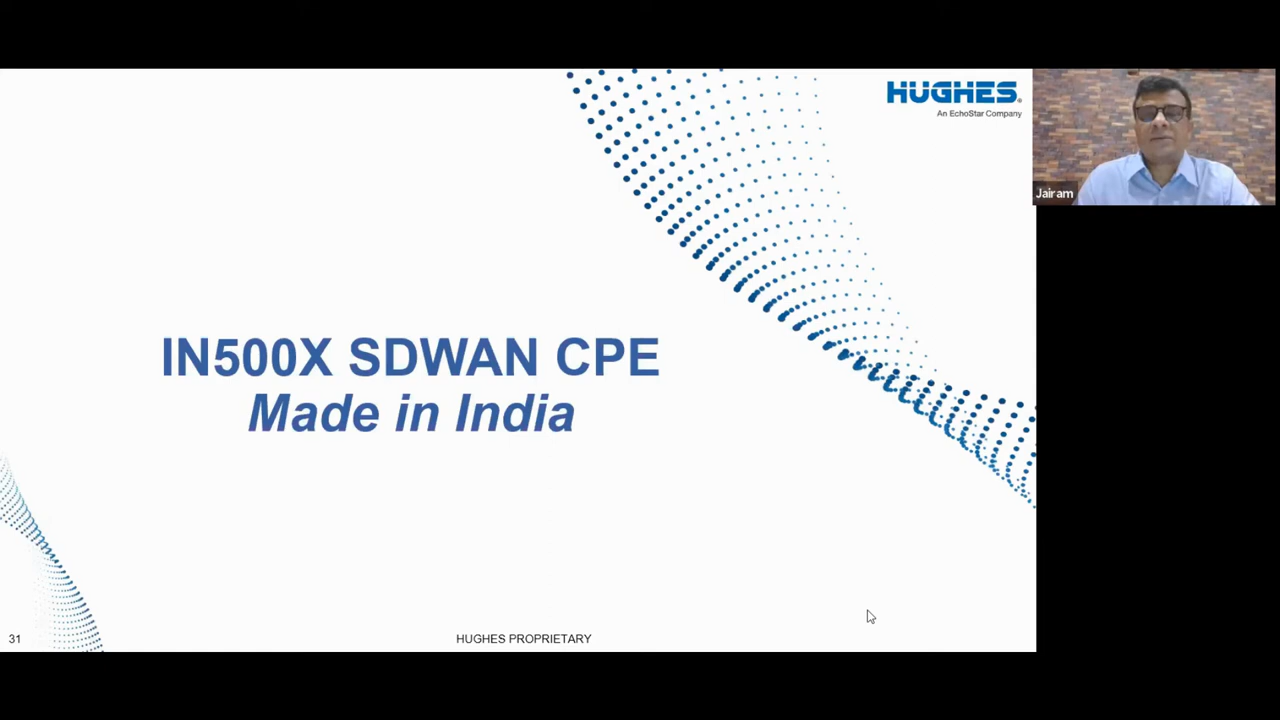 HUGHES®
An EchoStar Company
Jairam
IN500X SDWAN CPE
Made in India
31
HUGHES PROPRIETARY